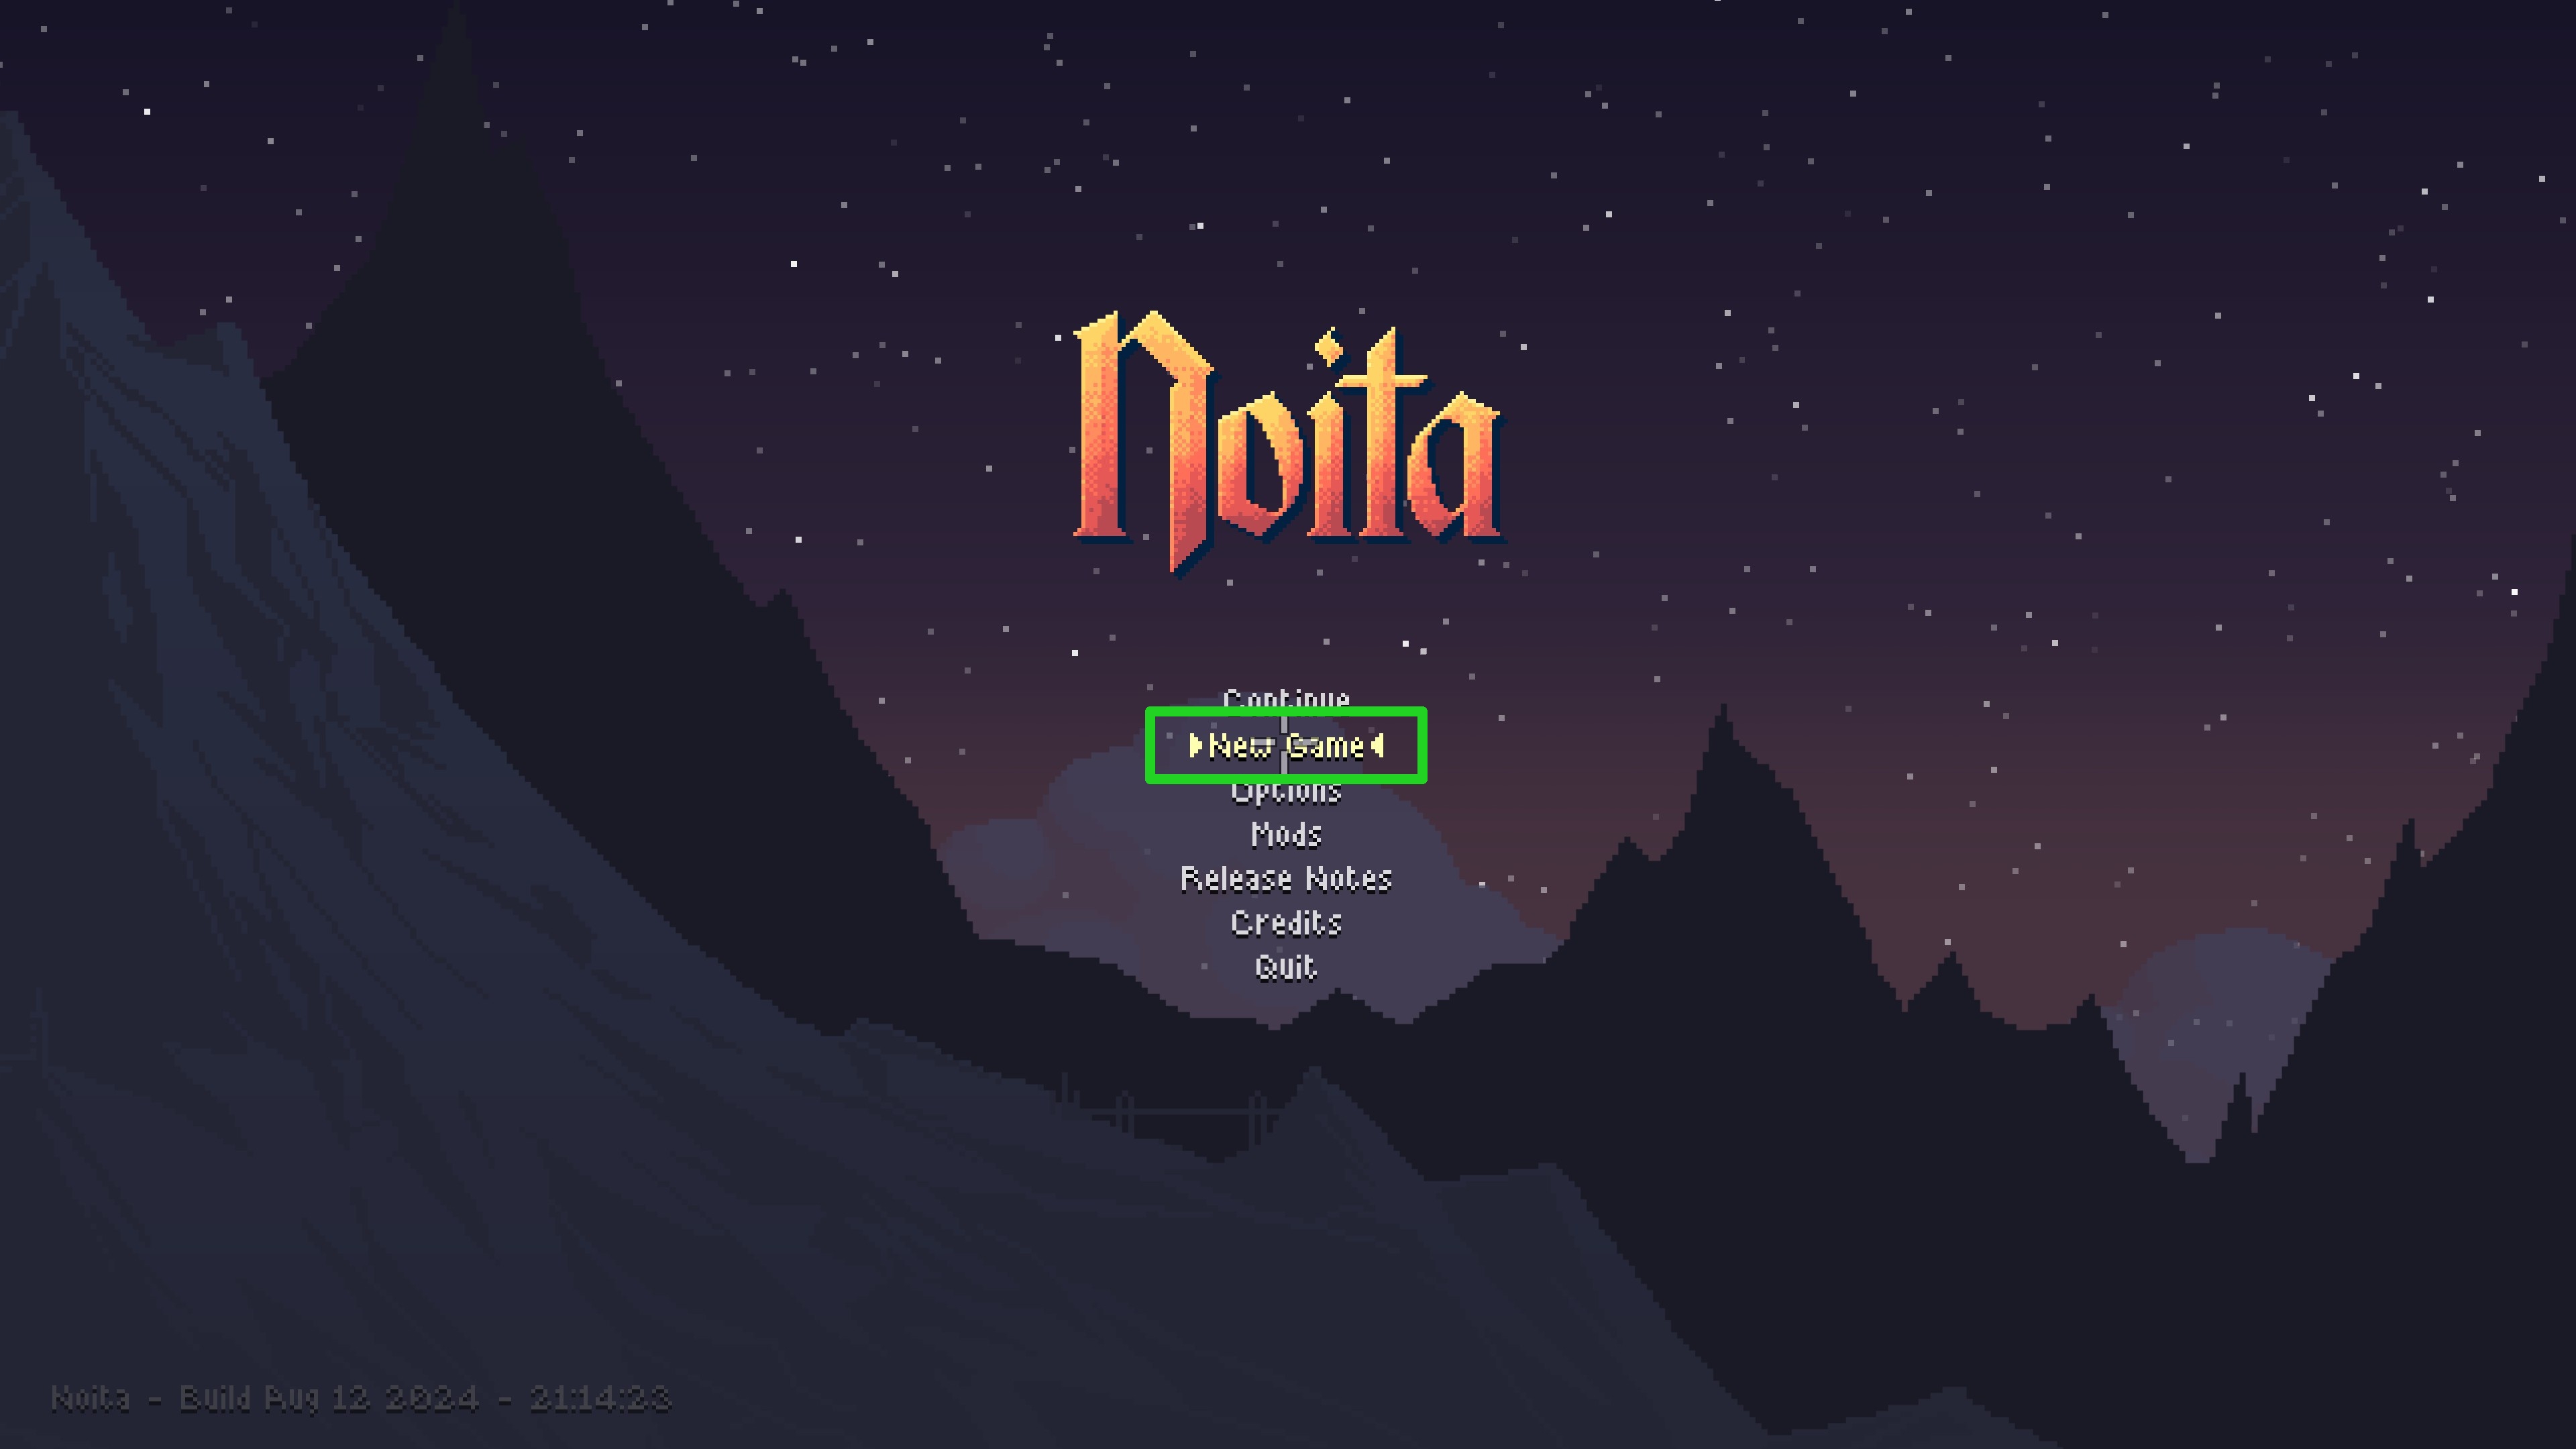 Noita
Continue
New Game
Options
Mods
Release Notes
Credits
Quit
Noita - Build Aug 12 2024 - 21:14:23